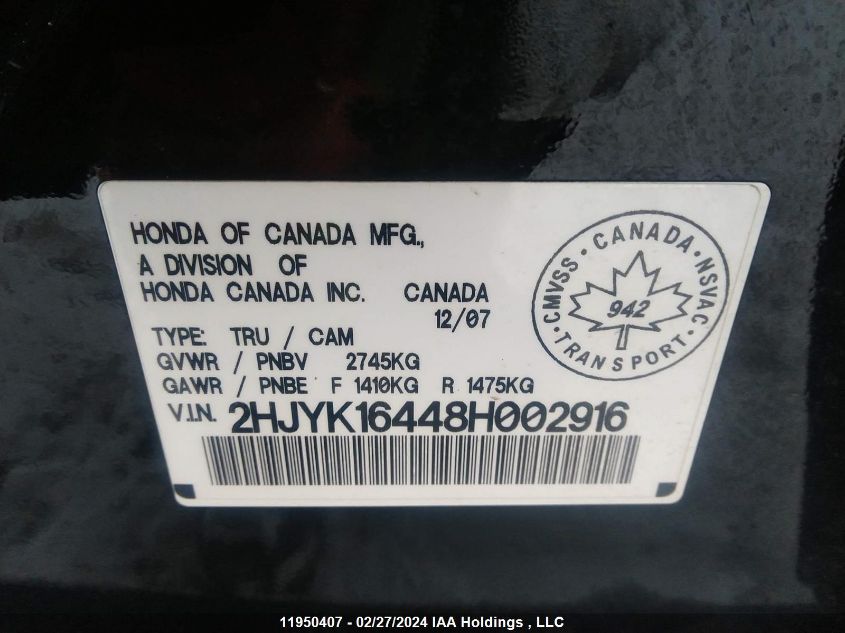 HONDA OF CANADA MFG.,
A DIVISION OF
HONDA CANADA INC. CANADA
12/07
TYPE: TRU / CAM
GVWR / PNBV 2745KG
GAWR / PNBE F 1410KG R 1475KG
V.I.N. 2HJYK16448H002916
CMVSS • CANADA • NSVAC
942
• TRANSPORT •
11950407 - 02/27/2024 IAA Holdings , LLC